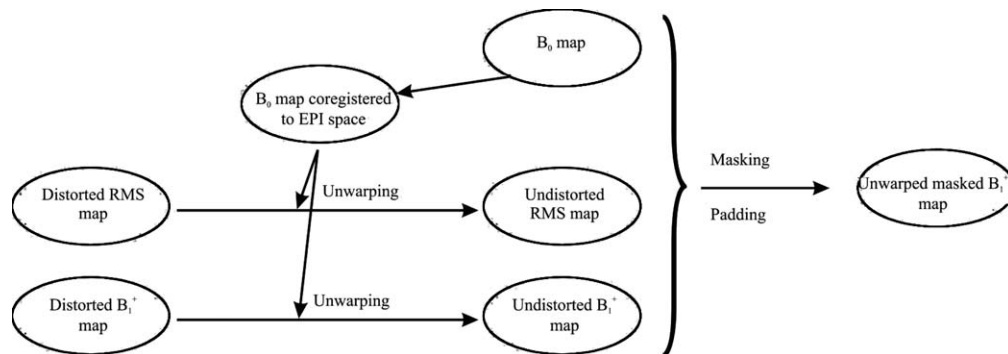 B₀ map
B₀ map coregistered
to EPI space
Distorted RMS
map
Unwarping
Undistorted
RMS map
Masking
Padding
Unwarped masked B₁⁺
map
Distorted B₁⁺
map
Unwarping
Undistorted B₁⁺
map